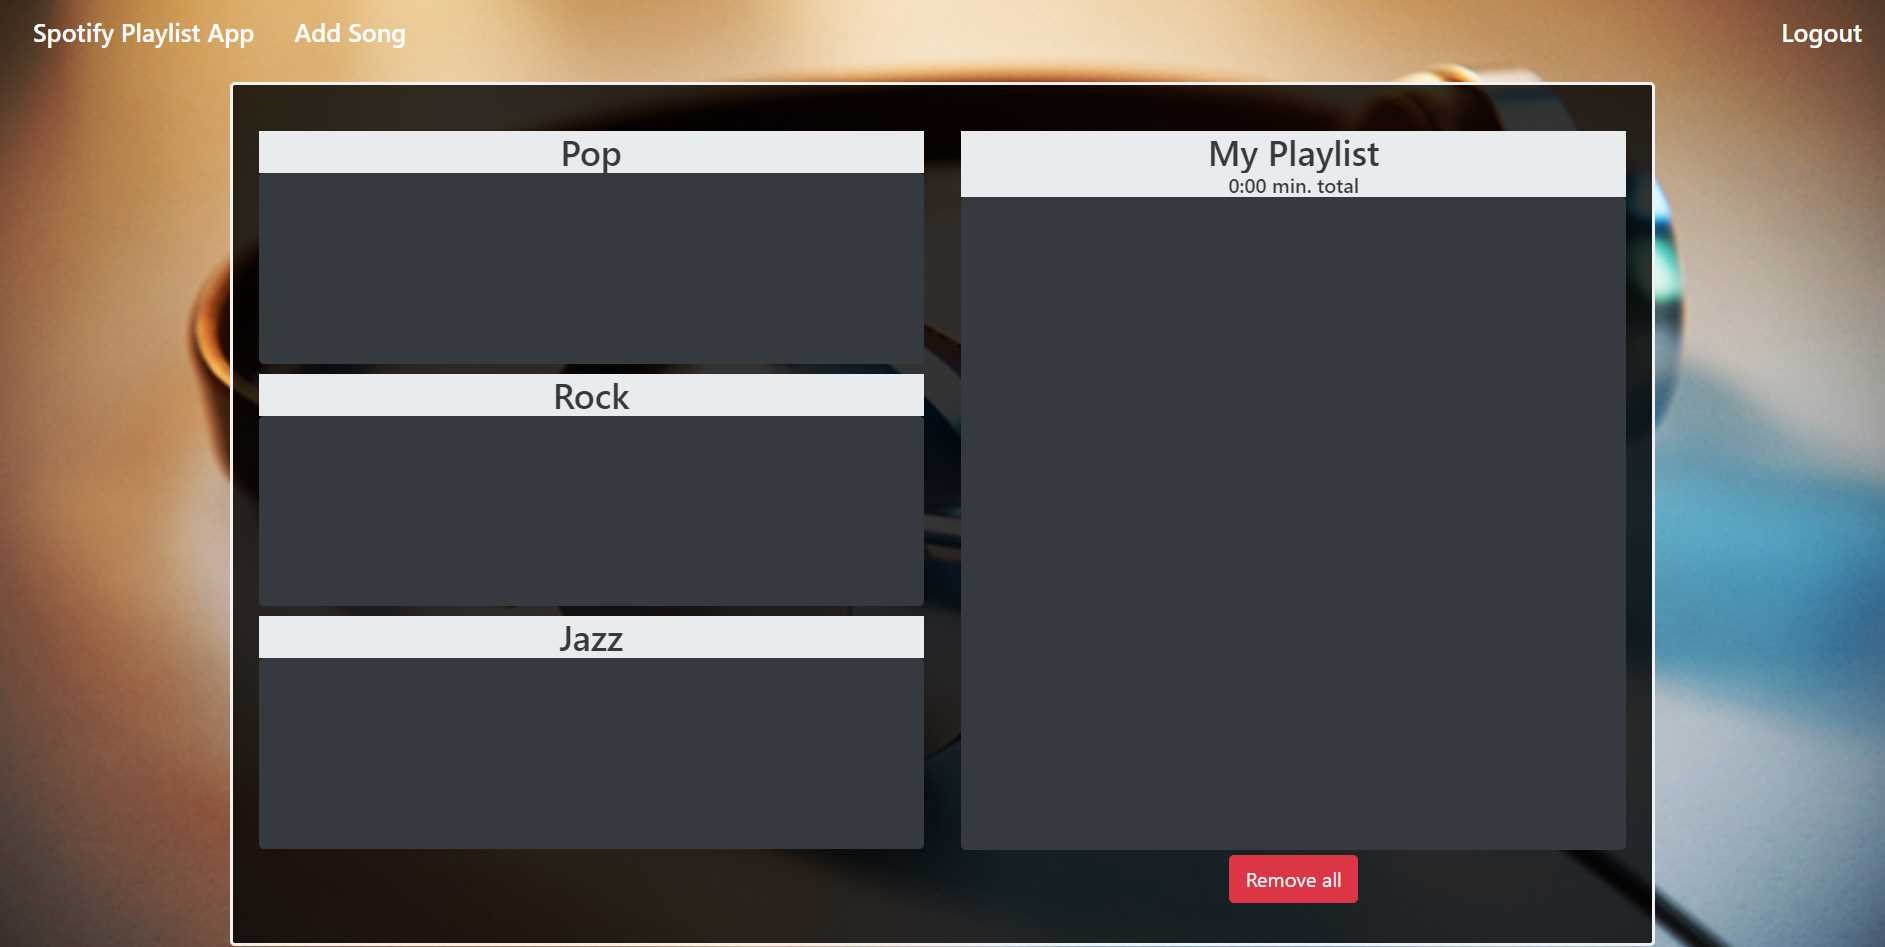 Spotify Playlist App Add Song Logout
Pop
Rock
Jazz
My Playlist
0:00 min. total
Remove all